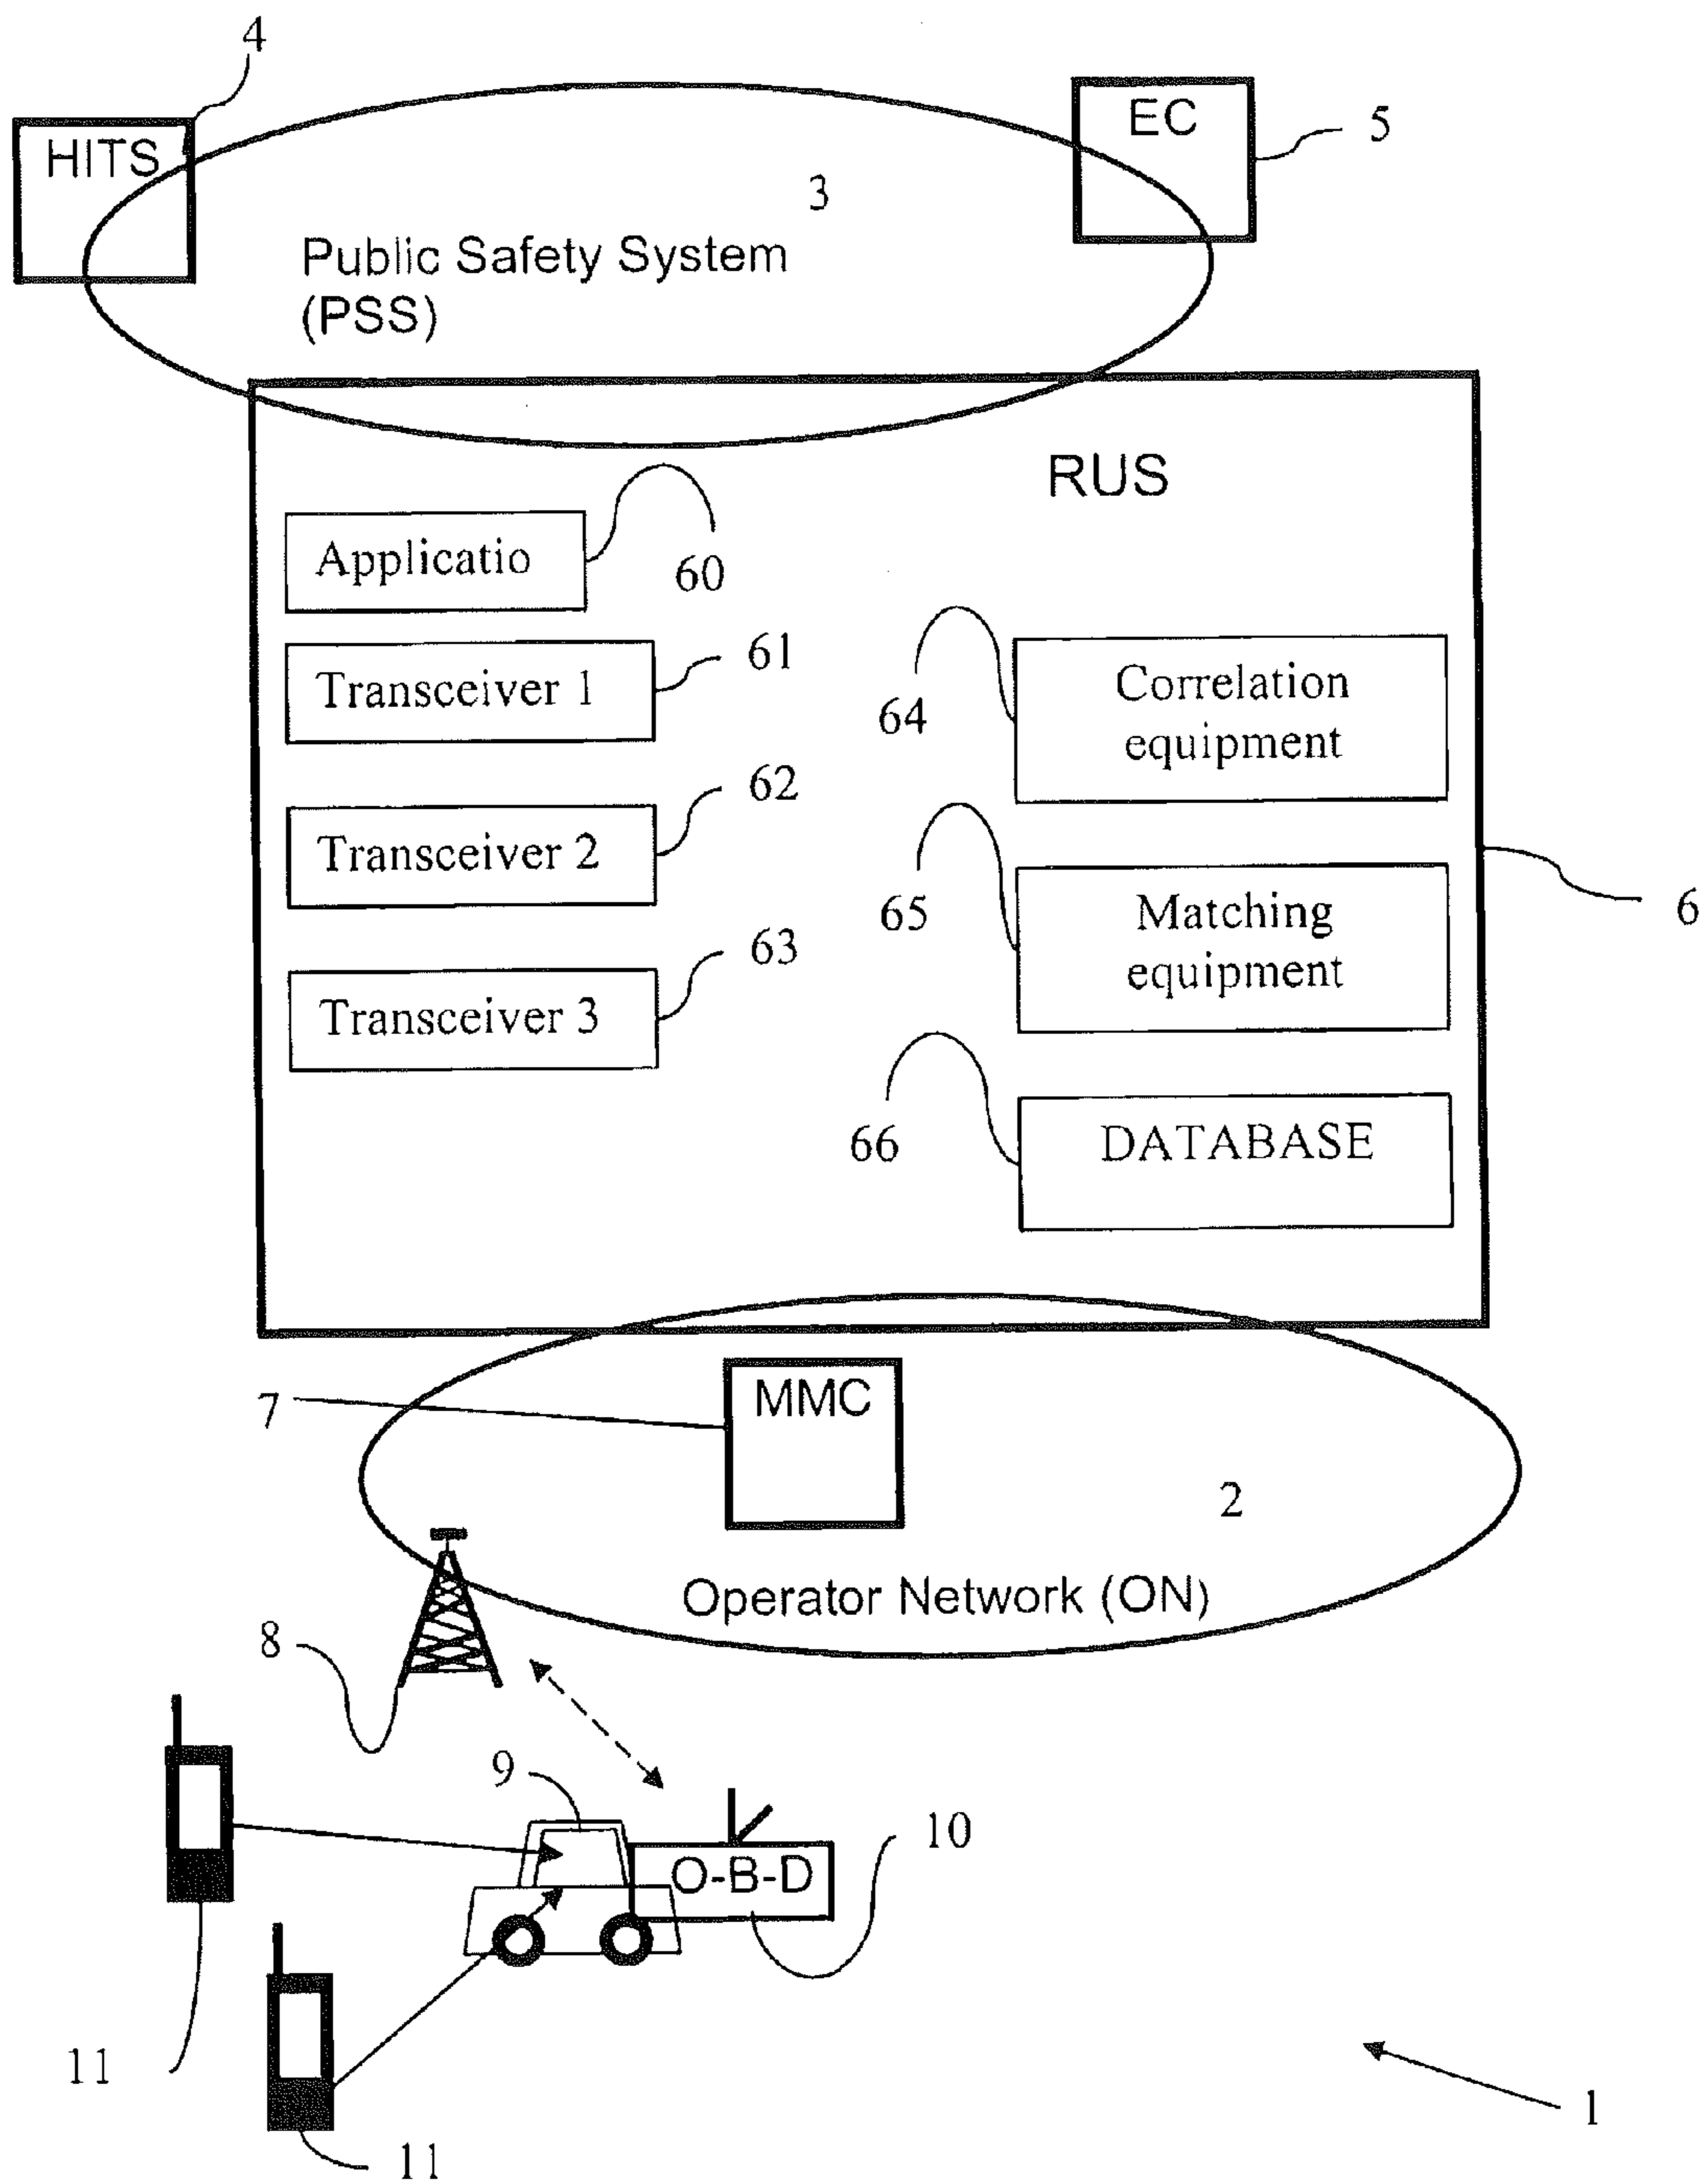 4
HITS
EC
5
3
Public Safety System
(PSS)
RUS
Applicatio
60
Transceiver 1
61
64
Correlation
equipment
Transceiver 2
62
65
Matching
equipment
6
Transceiver 3
63
66
DATABASE
7
MMC
2
Operator Network (ON)
8
9
O-B-D
10
11
11
1